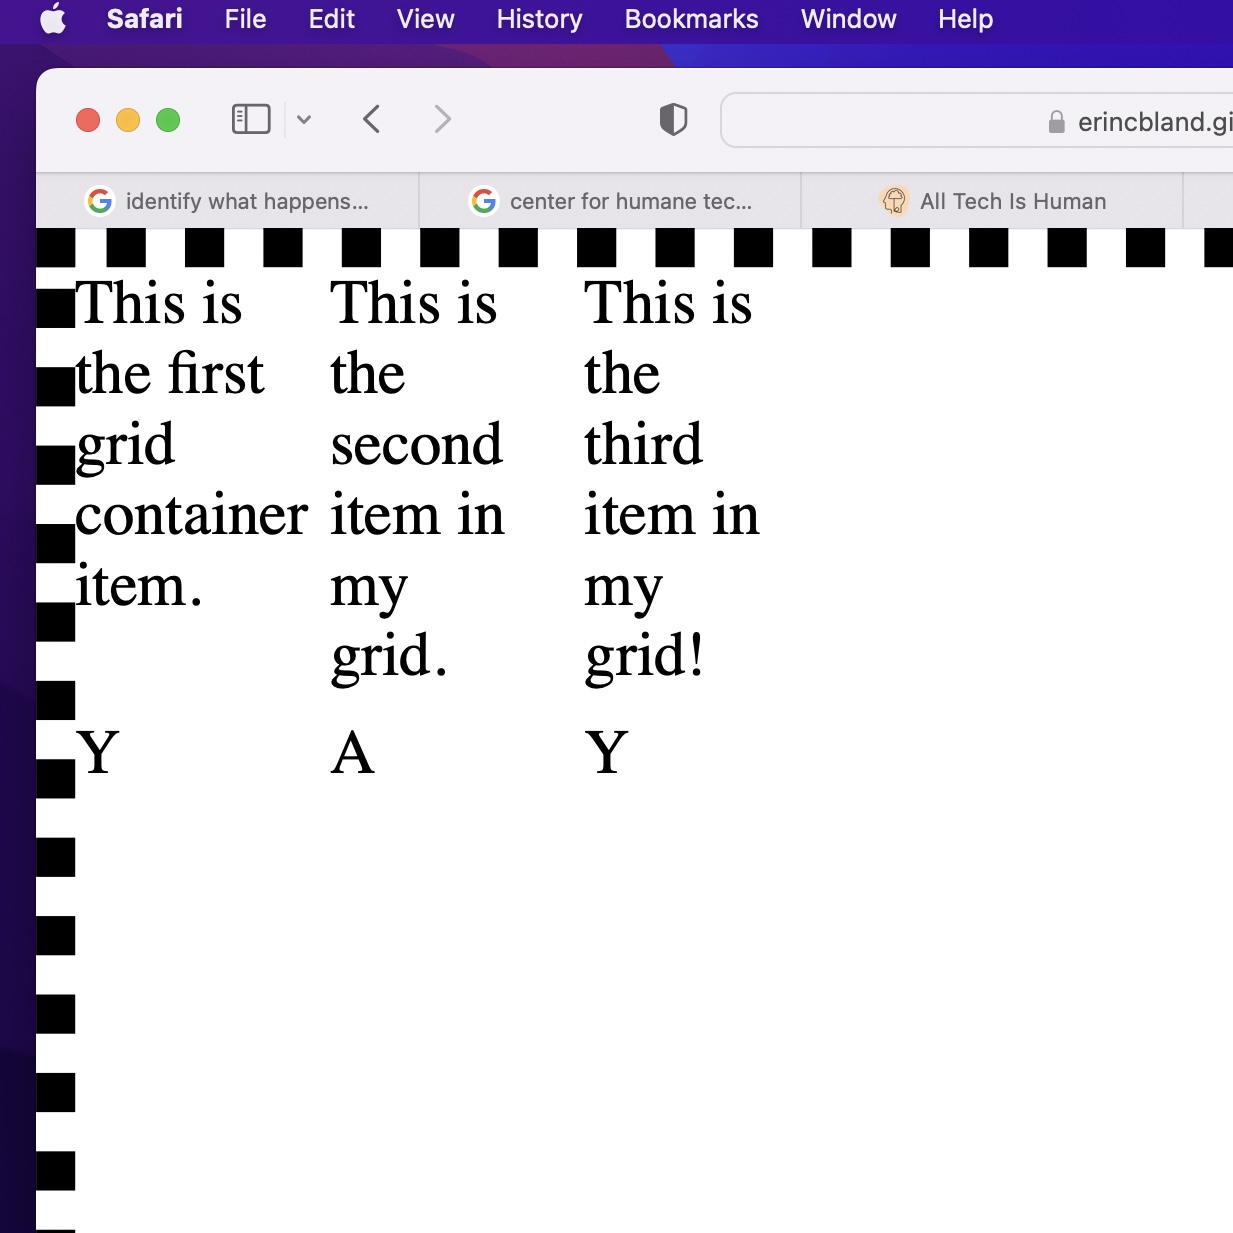 Safari File Edit View History Bookmarks Window Help
erincbland.gi
identify what happens... center for humane tec... All Tech Is Human
This is
the first
grid
container
item.
This is
the
second
item in
my
grid.
This is
the
third
item in
my
grid!
Y A Y